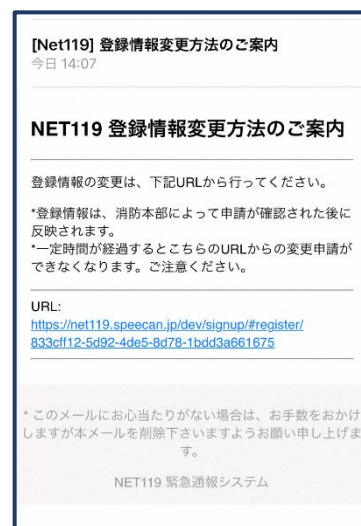 [Net119] 登録情報変更方法のご案内
今日 14:07
NET119 登録情報変更方法のご案内
登録情報の変更は、下記URLから行ってください。
*登録情報は、消防本部によって申請が確認された後に
反映されます。
*一定時間が経過するとこちらのURLからの変更申請が
できなくなります。ご注意ください。
URL:
https://net119.speecan.jp/dev/signup/#register/
833cff12-5d92-4de5-8d78-1bdd3a661675
* このメールにお心当たりがない場合は、お手数をおかけ
しますが本メールを削除下さいますようお願い申し上げま
す。
NET119 緊急通報システム